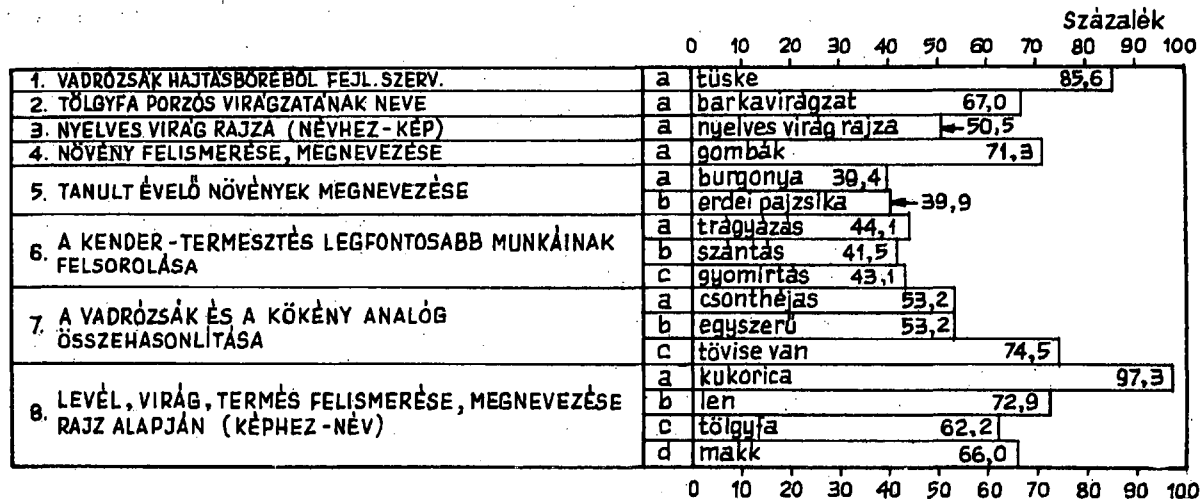 Százalék
0 10 20 30 40 50 60 70 80 90 100
1. VADRÓZSÁK HAJTÁSBŐRÉBŐL FEJL. SZERV. a tüske 85,6
2. TÖLGYFA PORZÓS VIRÁGZATÁNAK NEVE a barkavirágzat 67,0
3. NYELVES VIRÁG RAJZA (NÉVHEZ-KÉP) a nyelves virág rajza 50,5
4. NÖVÉNY FELISMERÉSE, MEGNEVEZÉSE a gombák 71,3
5. TANULT ÉVELŐ NÖVÉNYEK MEGNEVEZÉSE a burgonya 39,4
b erdei pajzsika 39,9
6. A KENDER-TERMESZTÉS LEGFONTOSABB MUNKÁINAK
FELSOROLÁSA
a trágyázás 44,1
b szántás 41,5
c gyomirtás 43,1
7. A VADRÓZSÁK ÉS A KÖKÉNY ANALÓG
ÖSSZEHASONLÍTÁSA
a csonthéjas 53,2
b egyszerű 53,2
c tövise van 74,5
8. LEVÉL, VIRÁG, TERMÉS FELISMERÉSE, MEGNEVEZÉSE
RAJZ ALAPJÁN (KÉPHEZ-NÉV)
a kukorica 97,3
b len 72,9
c tölgyfa 62,2
d makk 66,0
0 10 20 30 40 50 60 70 80 90 100